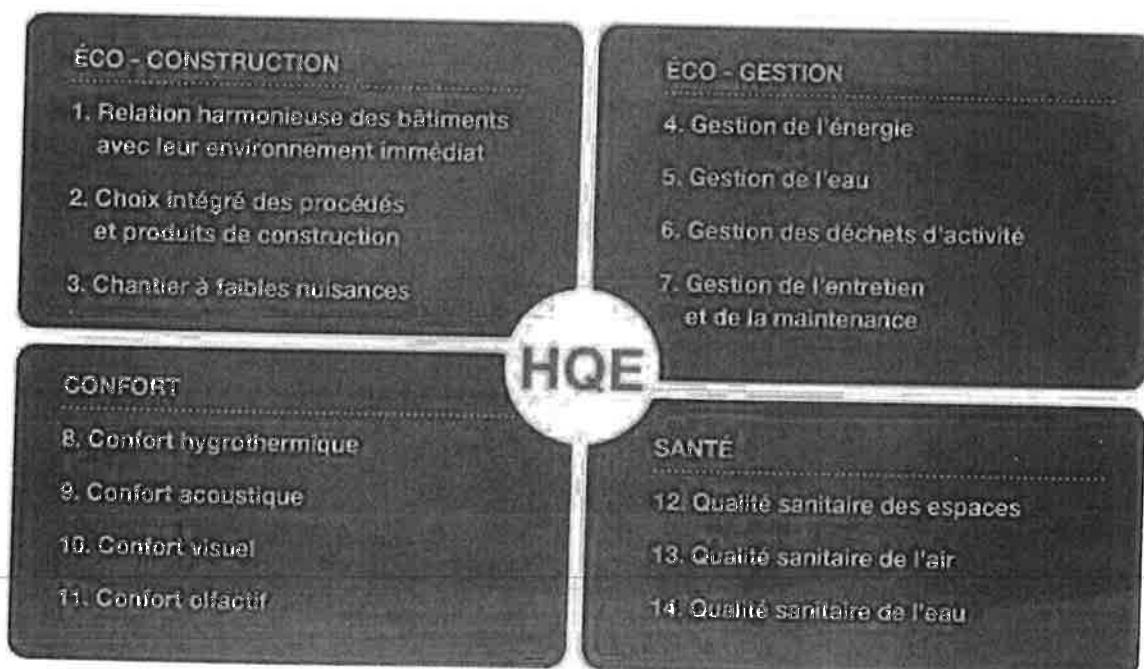 ÉCO - CONSTRUCTION
1. Relation harmonieuse des bâtiments
avec leur environnement immédiat
2. Choix intégré des procédés
et produits de construction
3. Chantier à faibles nuisances
ÉCO - GESTION
4. Gestion de l'énergie
5. Gestion de l'eau
6. Gestion des déchets d'activité
7. Gestion de l'entretien
et de la maintenance
HQE
CONFORT
8. Confort hygrothermique
9. Confort acoustique
10. Confort visuel
11. Confort olfactif
SANTÉ
12. Qualité sanitaire des espaces
13. Qualité sanitaire de l'air
14. Qualité sanitaire de l'eau